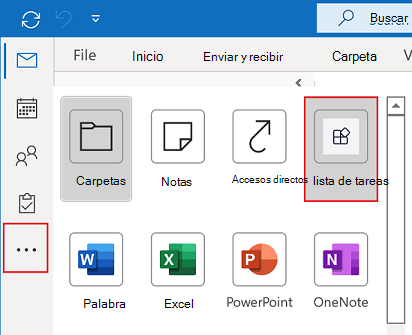 Buscar
File Inicio Enviar y recibir Carpeta V
Carpetas Notas Accesos directos lista de tareas
Palabra Excel PowerPoint OneNote